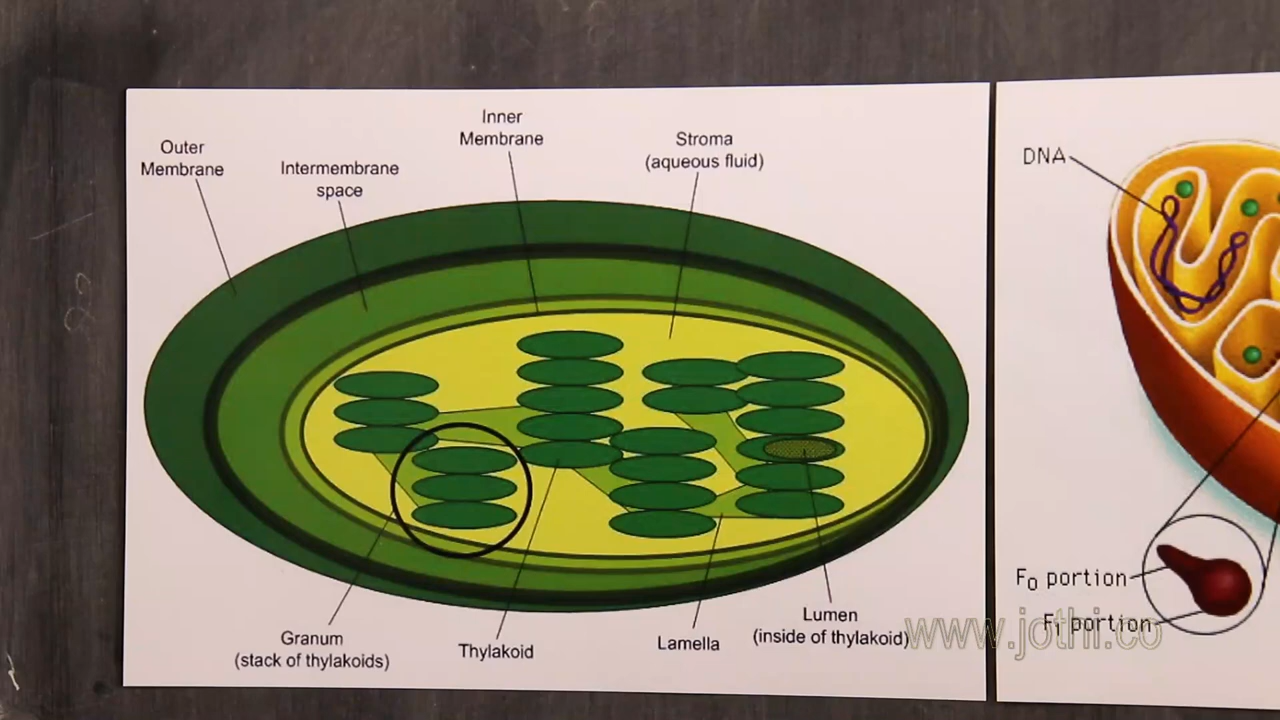 Outer
Membrane
Intermembrane
space
Inner
Membrane
Stroma
(aqueous fluid)
Granum
(stack of thylakoids)
Thylakoid
Lamella
Lumen
(inside of thylakoid)
DNA
F0 portion
F1 portion
www.jothi.co